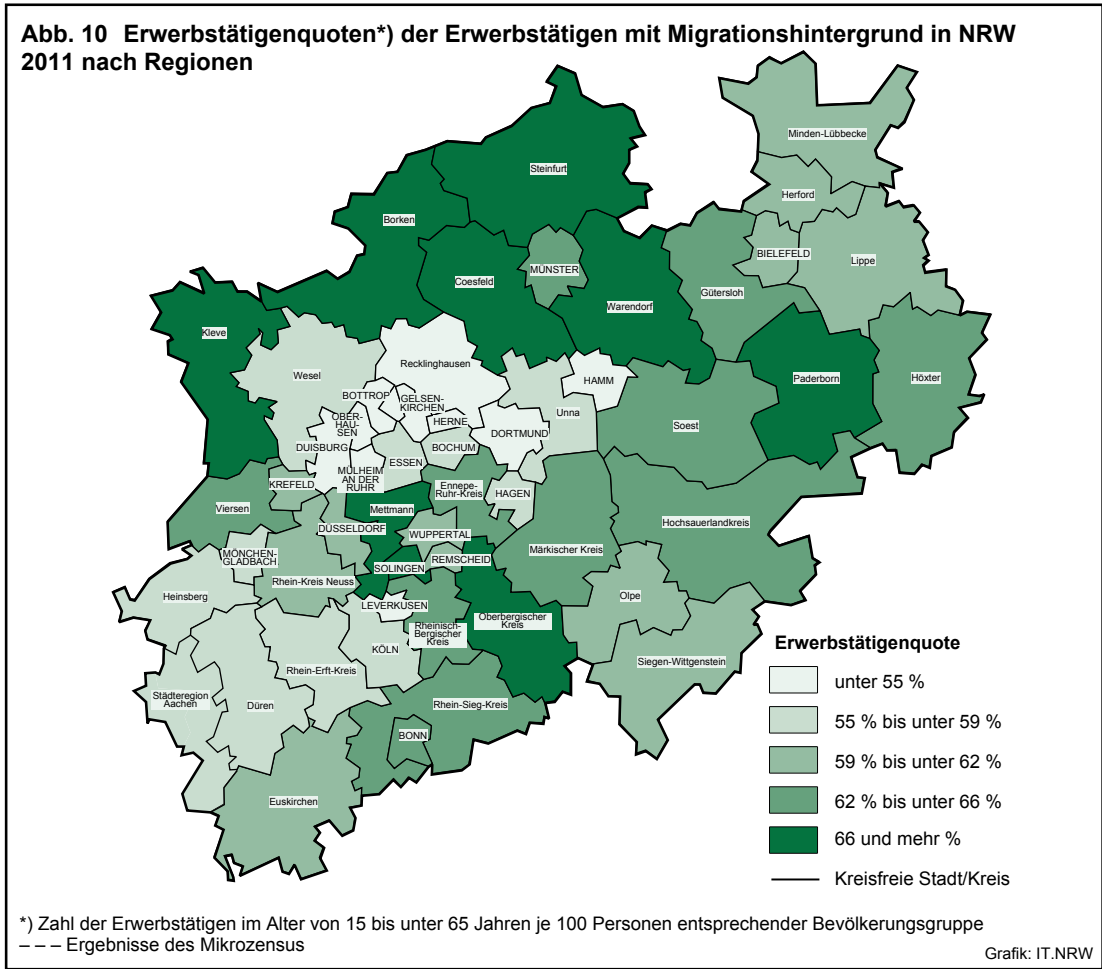 Abb. 10 Erwerbstätigenquoten*) der Erwerbstätigen mit Migrationshintergrund in NRW
2011 nach Regionen
Minden-Lübbecke
Steinfurt
Herford
Borken
BIELEFELD
Lippe
Coesfeld
MÜNSTER
Gütersloh
Warendorf
Kleve
Recklinghausen
Wesel
HAMM
Paderborn
Höxter
BOTTROP
GELSEN-
KIRCHEN
Unna
OBER-
HAU-
SEN
HERNE
Soest
DORTMUND
DUISBURG
BOCHUM
ESSEN
MÜLHEIM
AN DER
RUHR
KREFELD
Ennepe-
Ruhr-Kreis
HAGEN
Viersen
Mettmann
Hochsauerlandkreis
DÜSSELDORF
WUPPERTAL
MÖNCHEN-
GLADBACH
Märkischer Kreis
REMSCHEID
SOLINGEN
Rhein-Kreis Neuss
Heinsberg
Olpe
LEVERKUSEN
Oberbergischer
Kreis
Rheinisch-
Bergischer
Kreis
KÖLN
Siegen-Wittgenstein
Rhein-Erft-Kreis
Städteregion
Aachen
Düren
Rhein-Sieg-Kreis
BONN
Euskirchen
Erwerbstätigenquote
unter 55 %
55 % bis unter 59 %
59 % bis unter 62 %
62 % bis unter 66 %
66 und mehr %
Kreisfreie Stadt/Kreis
*) Zahl der Erwerbstätigen im Alter von 15 bis unter 65 Jahren je 100 Personen entsprechender Bevölkerungsgruppe
– – – Ergebnisse des Mikrozensus
Grafik: IT.NRW